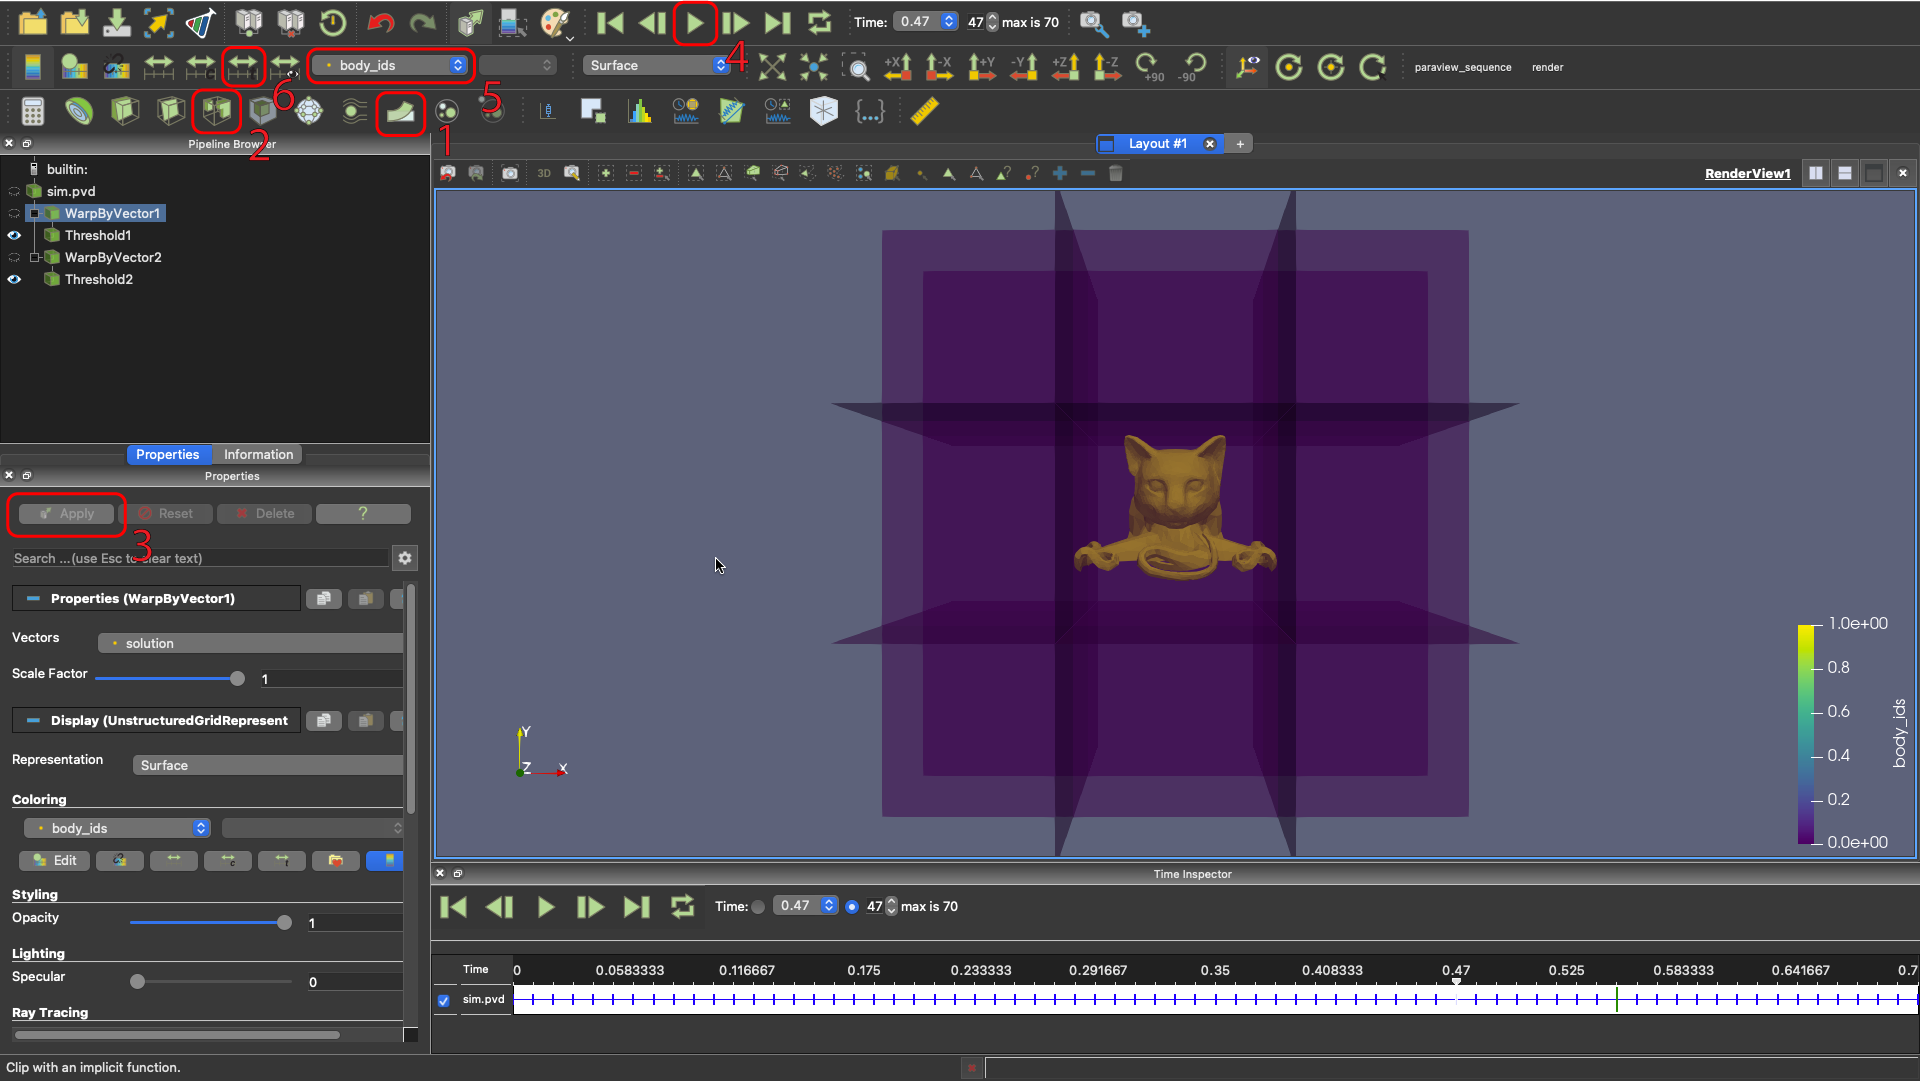 Time: 0.47 47 max is 70
4
body_ids
Surface
+X -X +Y -Y +Z -Z +90 -90
paraview_sequence render
6
5
2
1
Pipeline Browser
Layout #1 +
builtin:
3D
RenderView1
sim.pvd
WarpByVector1
Threshold1
WarpByVector2
Threshold2
Properties Information
Properties
Apply Reset Delete ?
3
Search ... (use Esc to clear text)
Properties (WarpByVector1)
Vectors solution
Scale Factor 1
Display (UnstructuredGridRepresent
Representation Surface
Coloring
body_ids
Edit
Styling
Opacity 1
Lighting
Specular 0
Ray Tracing
Y
Z X
1.0e+00
0.8
0.6
0.4
0.2
0.0e+00
body_ids
Time Inspector
Time: 0.47 47 max is 70
Time 0 0.0583333 0.116667 0.175 0.233333 0.291667 0.35 0.408333 0.47 0.525 0.583333 0.641667 0.7
sim.pvd
Clip with an implicit function.